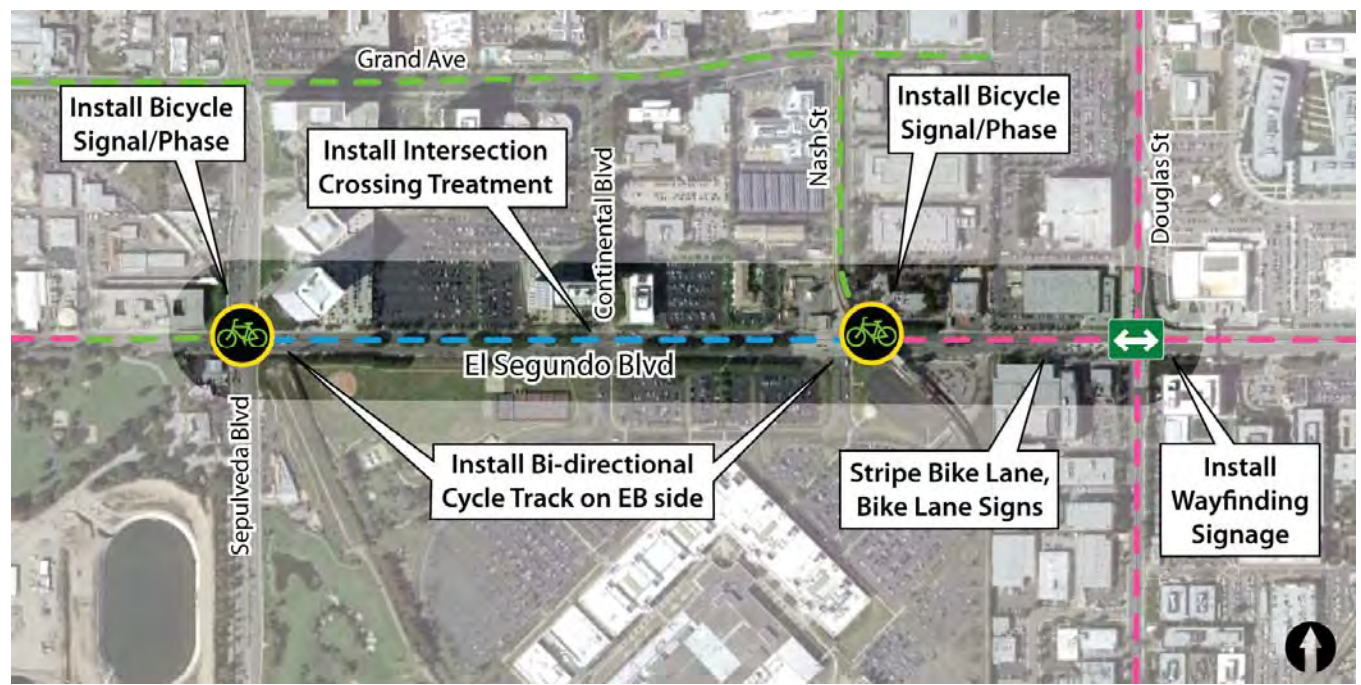 Grand Ave
Install Bicycle
Signal/Phase
Install Intersection
Crossing Treatment
Continental Blvd
Nash St
Install Bicycle
Signal/Phase
Douglas St
El Segundo Blvd
Sepulveda Blvd
Install Bi-directional
Cycle Track on EB side
Stripe Bike Lane,
Bike Lane Signs
Install
Wayfinding
Signage